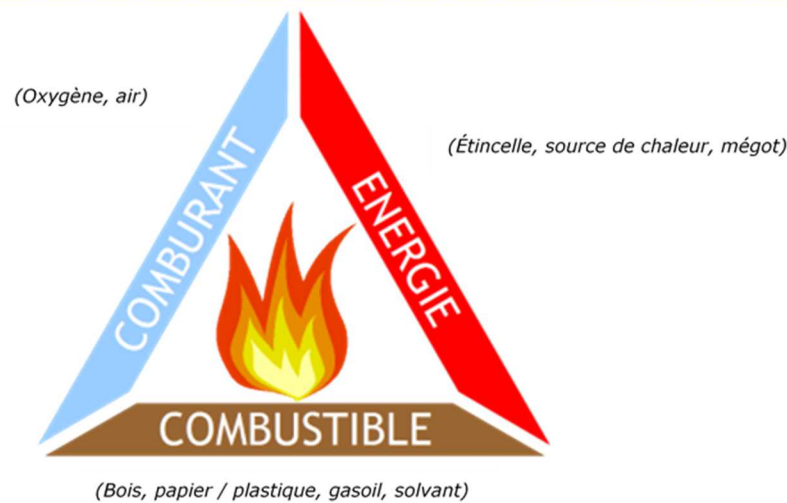 (Oxygène, air)
(Étincelle, source de chaleur, mégot)
COMBURANT
ENERGIE
COMBUSTIBLE
(Bois, papier / plastique, gasoil, solvant)